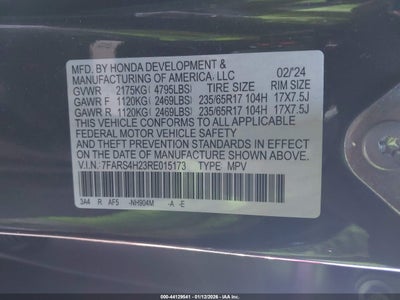 MFD. BY HONDA DEVELOPMENT & 02/'24
MANUFACTURING OF AMERICA, LLC
GVWR 2175KG ( 4795LBS) TIRE SIZE RIM SIZE
GAWR F 1120KG ( 2469LBS) 235/65R17 104H 17X7.5J
GAWR R 1120KG ( 2469LBS) 235/65R17 104H 17X7.5J
THIS VEHICLE CONFORMS TO ALL APPLICABLE
FEDERAL MOTOR VEHICLE SAFETY
AND THEFT PREVENTION STANDARDS
IN EFFECT ON THE DATE OF
MANUFACTURE SHOWN ABOVE.
V.I.N. 7FARS4H23RE015173 TYPE: MPV
3A4 R AF5 -NH904M -A -E
ID: 000-44129541 - 01/12/2026 - IAA